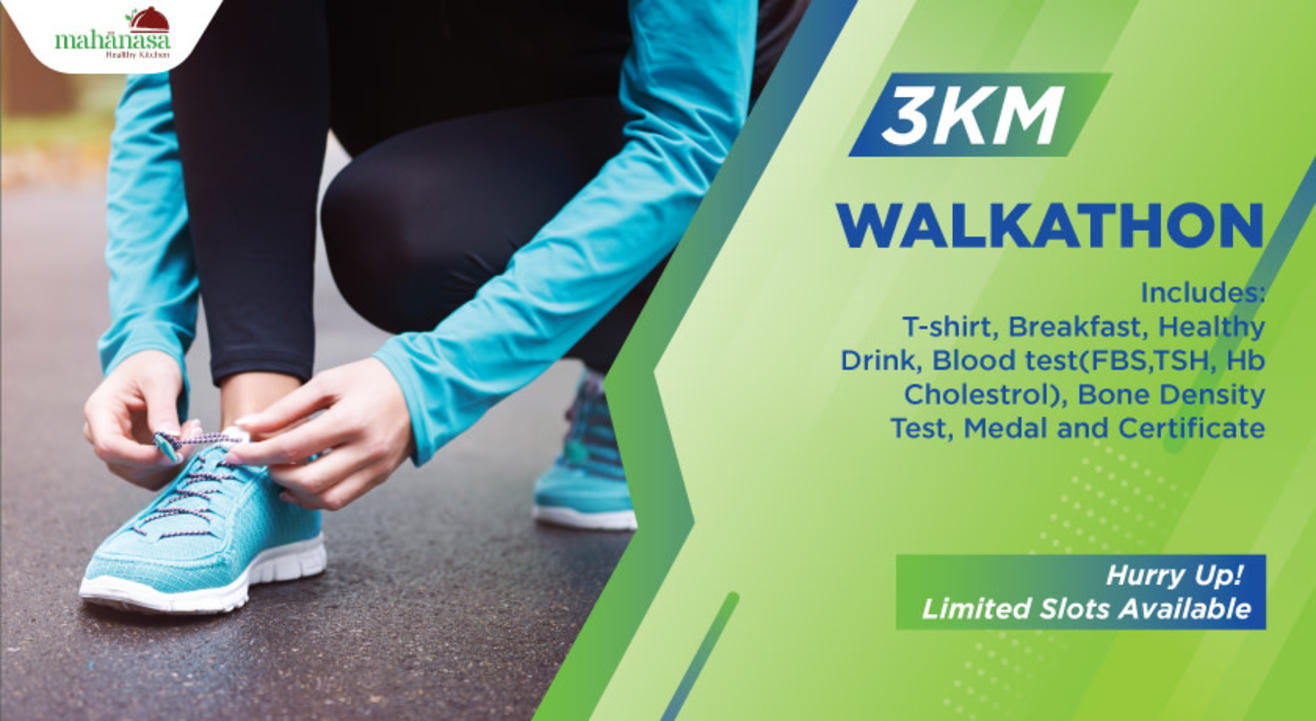 mahānasa
Healthy Kitchen
3KM
WALKATHON
Includes:
T-shirt, Breakfast, Healthy
Drink, Blood test(FBS,TSH, Hb
Cholestrol), Bone Density
Test, Medal and Certificate
Hurry Up!
Limited Slots Available